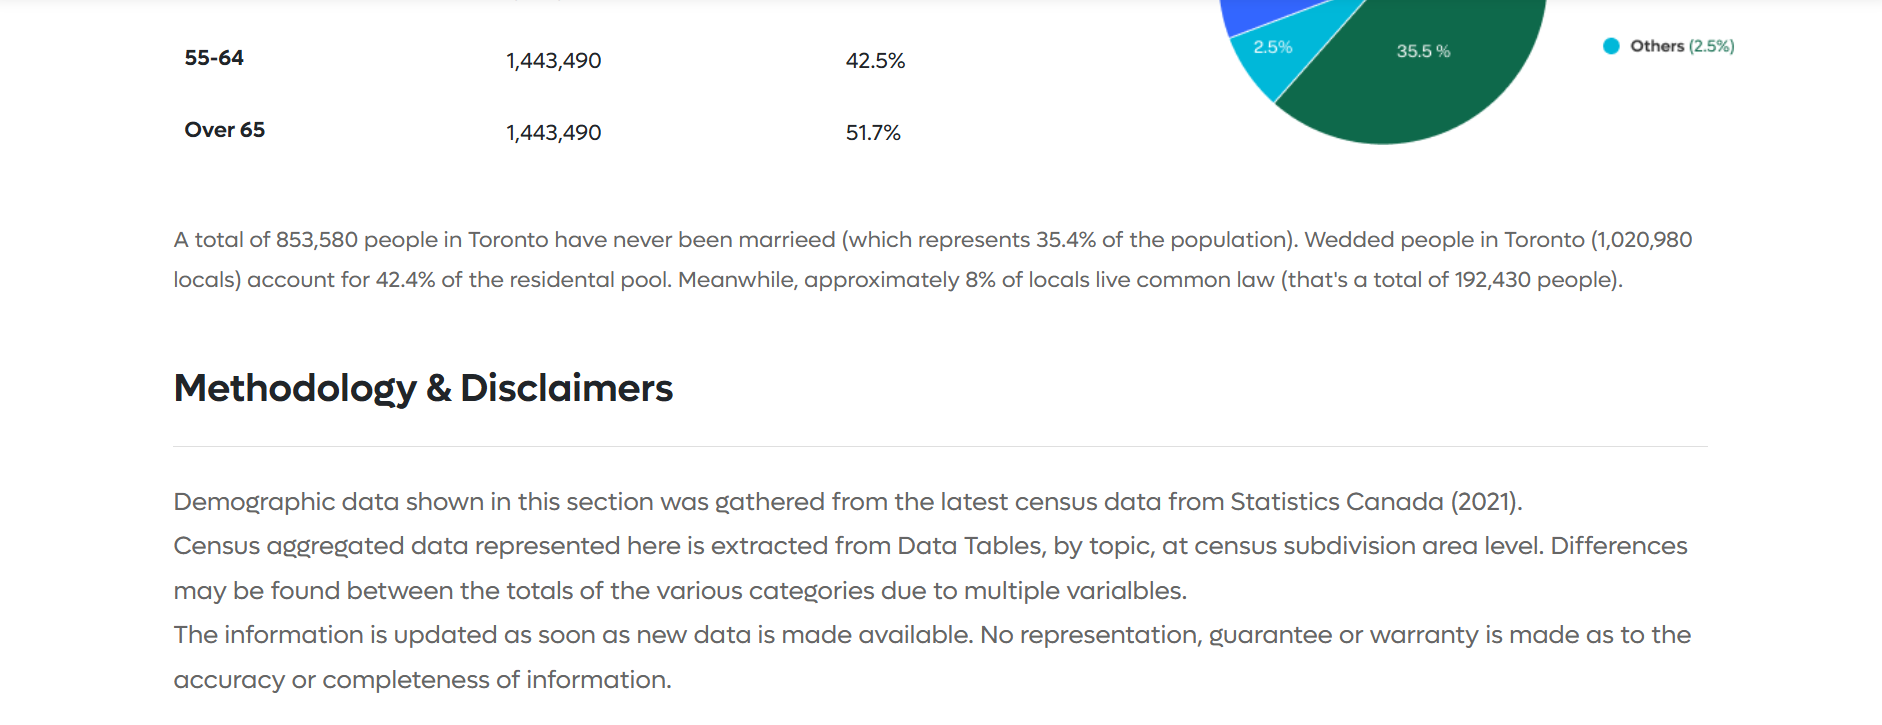 55-64 1,443,490 42.5%
2.5% 35.5 % Others (2.5%)
Over 65 1,443,490 51.7%
A total of 853,580 people in Toronto have never been marrieed (which represents 35.4% of the population). Wedded people in Toronto (1,020,980
locals) account for 42.4% of the residental pool. Meanwhile, approximately 8% of locals live common law (that's a total of 192,430 people).
Methodology & Disclaimers
Demographic data shown in this section was gathered from the latest census data from Statistics Canada (2021).
Census aggregated data represented here is extracted from Data Tables, by topic, at census subdivision area level. Differences
may be found between the totals of the various categories due to multiple varialbles.
The information is updated as soon as new data is made available. No representation, guarantee or warranty is made as to the
accuracy or completeness of information.